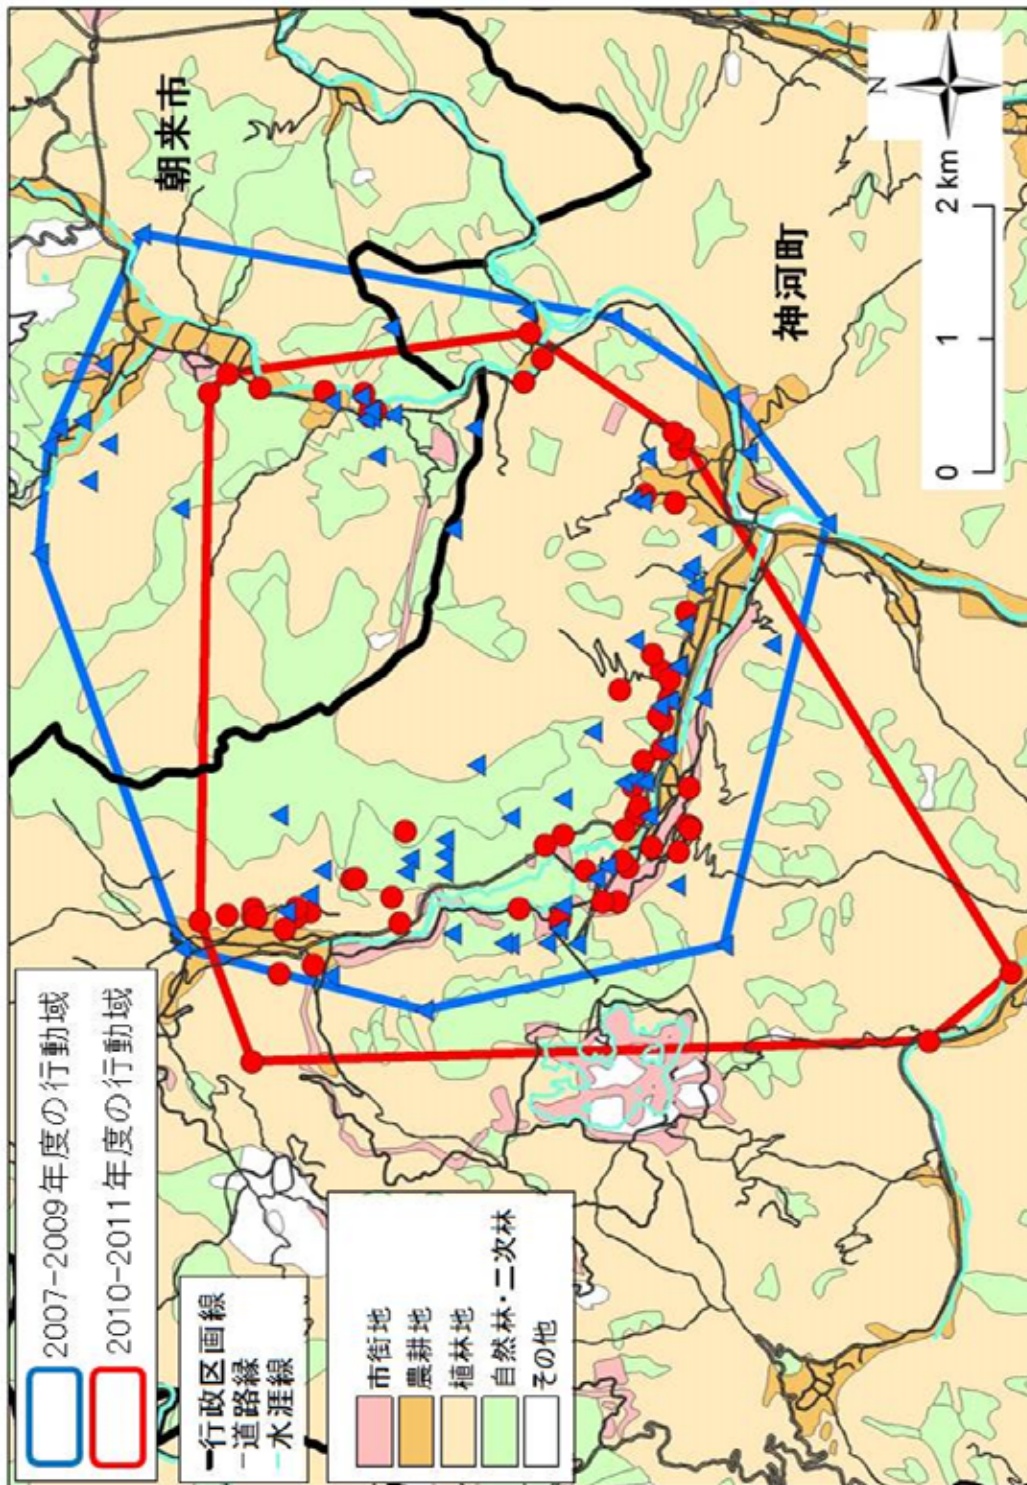 2007-2009年度の行動域
2010-2011年度の行動域
行政区画線
道路縁
水涯線
市街地
農耕地
植林地
自然林・二次林
その他
朝来市
神河町
N
0 1 2 km